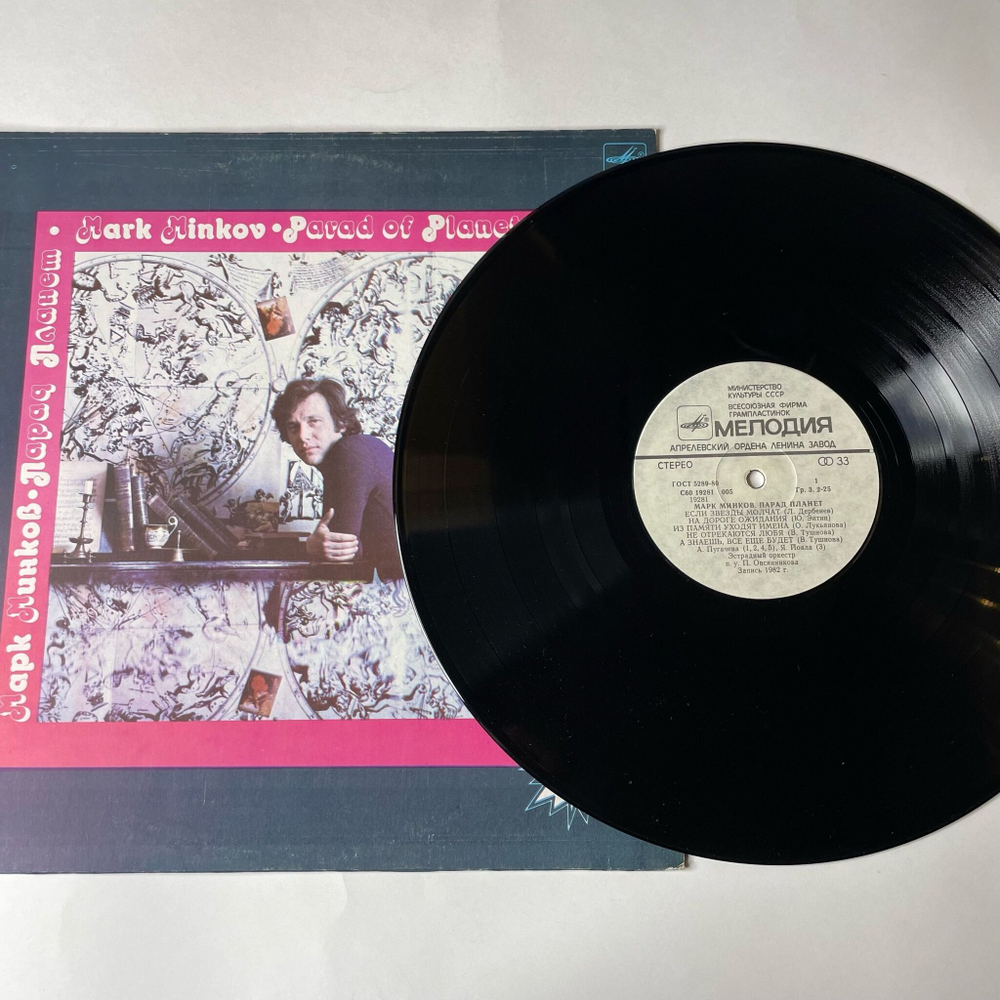 • Mark Minkov • Parad of Planet
Марк Минков • Парад Планет
МИНИСТЕРСТВО
КУЛЬТУРЫ СССР
ВСЕСОЮЗНАЯ ФИРМА
ГРАМПЛАСТИНОК
МЕЛОДИЯ
АПРЕЛЕВСКИЙ ОРДЕНА ЛЕНИНА ЗАВОД
СТЕРЕО 33
ГОСТ 5289-80 1
С60 19281 005 Гр. 3. 2-25
19281
МАРК МИНКОВ. ПАРАД ПЛАНЕТ
ЕСЛИ ЗВЕЗДЫ МОЛЧАТ (Л. Дербенев)
НА ДОРОГЕ ОЖИДАНИЯ (Ю. Энтин)
ИЗ ПАМЯТИ УХОДЯТ ИМЕНА (О. Лукьянова)
НЕ ОТРЕКАЮТСЯ ЛЮБЯ (В. Тушнова)
А ЗНАЕШЬ, ВСЕ ЕЩЕ БУДЕТ (В. Тушнова)
А. Пугачева (1, 2, 4, 5), Я. Йоала (3)
Эстрадный оркестр
п. у. П. Овсянникова
Запись 1982 г.